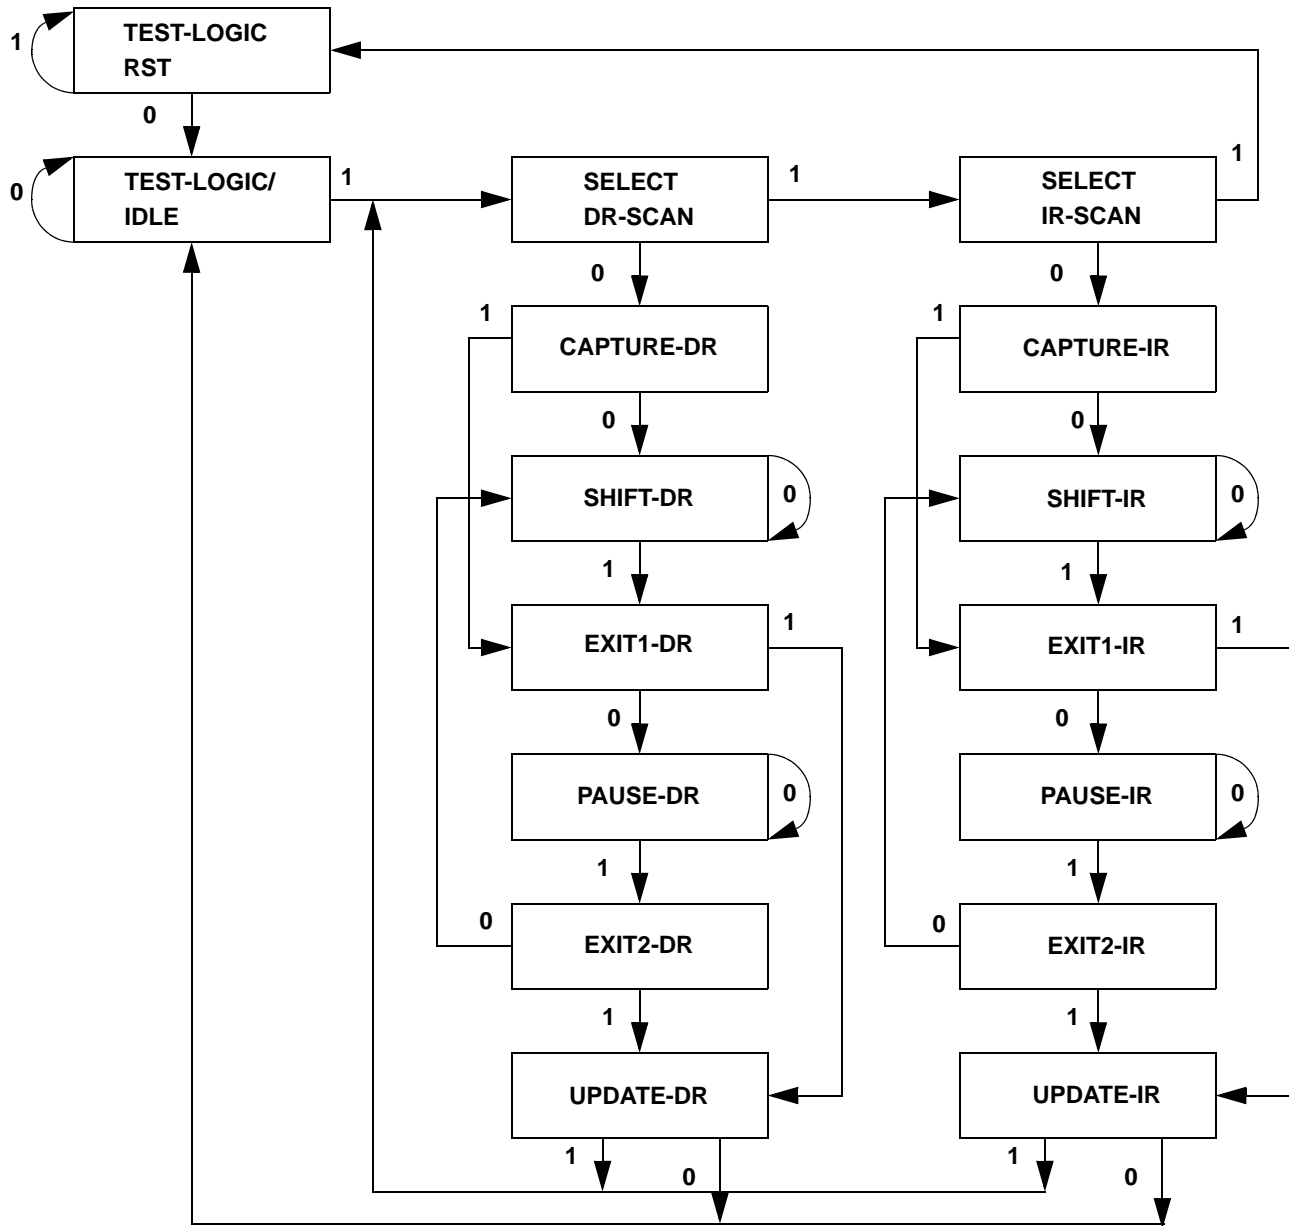 1
TEST-LOGIC
RST
0
0
TEST-LOGIC/
IDLE
1
SELECT
DR-SCAN
1
SELECT
IR-SCAN
1
0
0
1
CAPTURE-DR
1
CAPTURE-IR
0
0
SHIFT-DR
0
SHIFT-IR
0
1
1
EXIT1-DR
1
EXIT1-IR
1
0
0
PAUSE-DR
0
PAUSE-IR
0
1
1
0
EXIT2-DR
0
EXIT2-IR
1
1
UPDATE-DR
UPDATE-IR
1
0
1
0